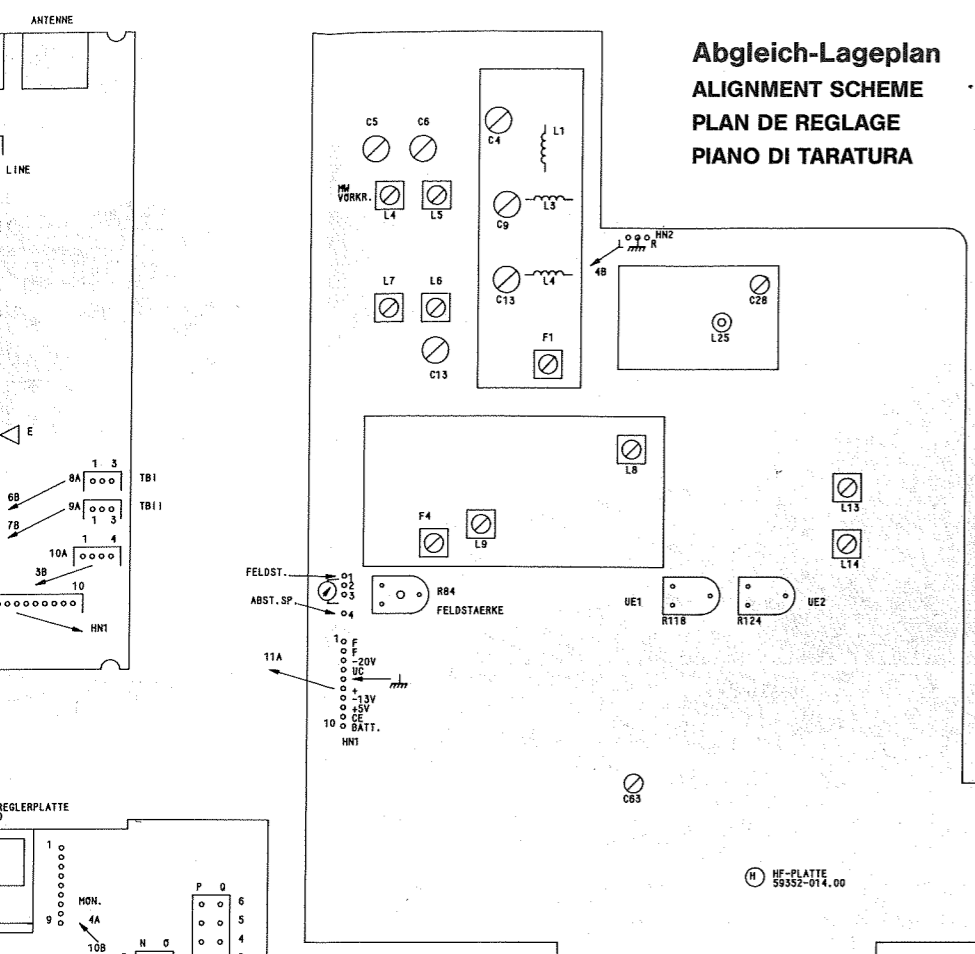 ANTENNE
Abgleich-Lageplan
ALIGNMENT SCHEME
PLAN DE REGLAGE
PIANO DI TARATURA
LINE
C5 C6
C4
L1
MW
VORKR.
L4 L5
C9
L3
HN2
L R
4B
C13
L4
C28
L25
L7 L6
C13
F1
E
1 3
8A TBI
6B
9A TBII
1 3
7B
1 4
10A
3B
10
HN1
L8
F4
L9
L13
L14
FELDST.
1
2
3
ABST.SP.
4
R84
FELDSTAERKE
UE1
R118
R124
UE2
11A
1 F
F
-20V
UC
+
-13V
+5V
CE
10 BATT.
HN1
C63
H HF-PLATTE
59352-014.00
REGLERPLATTE
1
MON.
9 4A
10B
P Q
6
5
4
N O